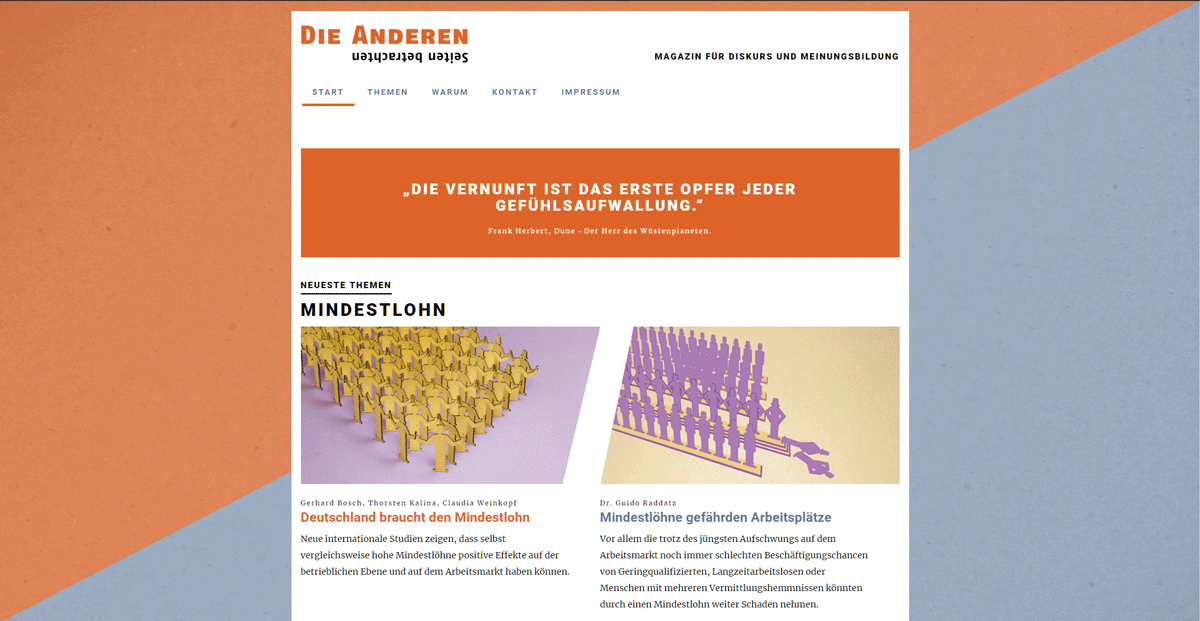 DIE ANDEREN
Seiten betrachten
MAGAZIN FÜR DISKURS UND MEINUNGSBILDUNG
START THEMEN WARUM KONTAKT IMPRESSUM
„DIE VERNUNFT IST DAS ERSTE OPFER JEDER
GEFÜHLSAUFWALLUNG.“
Frank Herbert, Dune - Der Herr des Wüstenplaneten.
NEUESTE THEMEN
MINDESTLOHN
Gerhard Bosch, Thorsten Kalina, Claudia Weinkopf
Deutschland braucht den Mindestlohn
Neue internationale Studien zeigen, dass selbst
vergleichsweise hohe Mindestlöhne positive Effekte auf der
betrieblichen Ebene und auf dem Arbeitsmarkt haben können.
Dr. Guido Raddatz
Mindestlöhne gefährden Arbeitsplätze
Vor allem die trotz des jüngsten Aufschwungs auf dem
Arbeitsmarkt noch immer schlechten Beschäftigungschancen
von Geringqualifizierten, Langzeitarbeitslosen oder
Menschen mit mehreren Vermittlungshemmnissen könnten
durch einen Mindestlohn weiter Schaden nehmen.